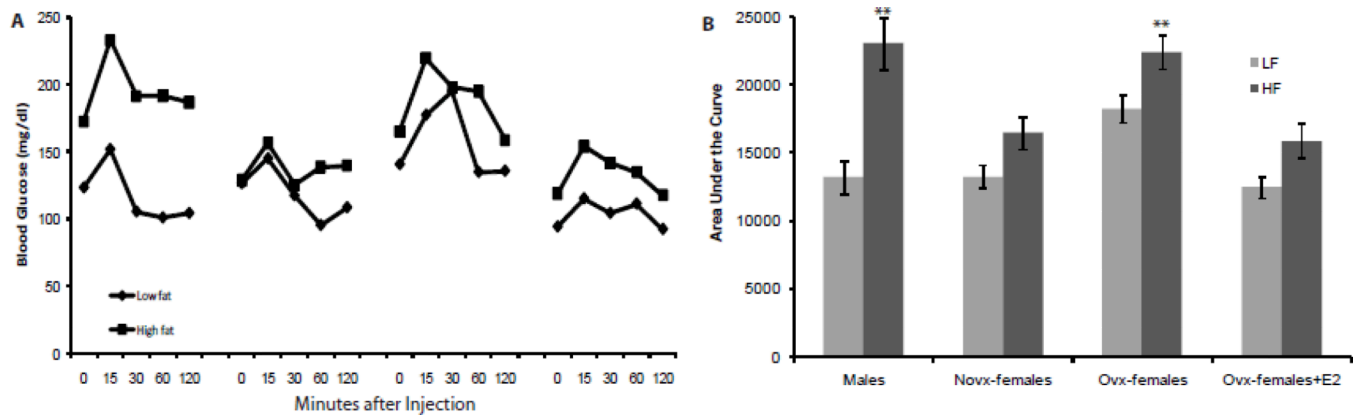 A
250
200
150
100
50
0
Blood Glucose (mg/dl)
Low fat
High fat
0 15 30 60 120 0 15 30 60 120 0 15 30 60 120 0 15 30 60 120
Minutes after Injection
B
30000
25000
20000
15000
10000
5000
0
Area Under the Curve
**
**
LF
HF
Males Novx-females Ovx-females Ovx-females+E2